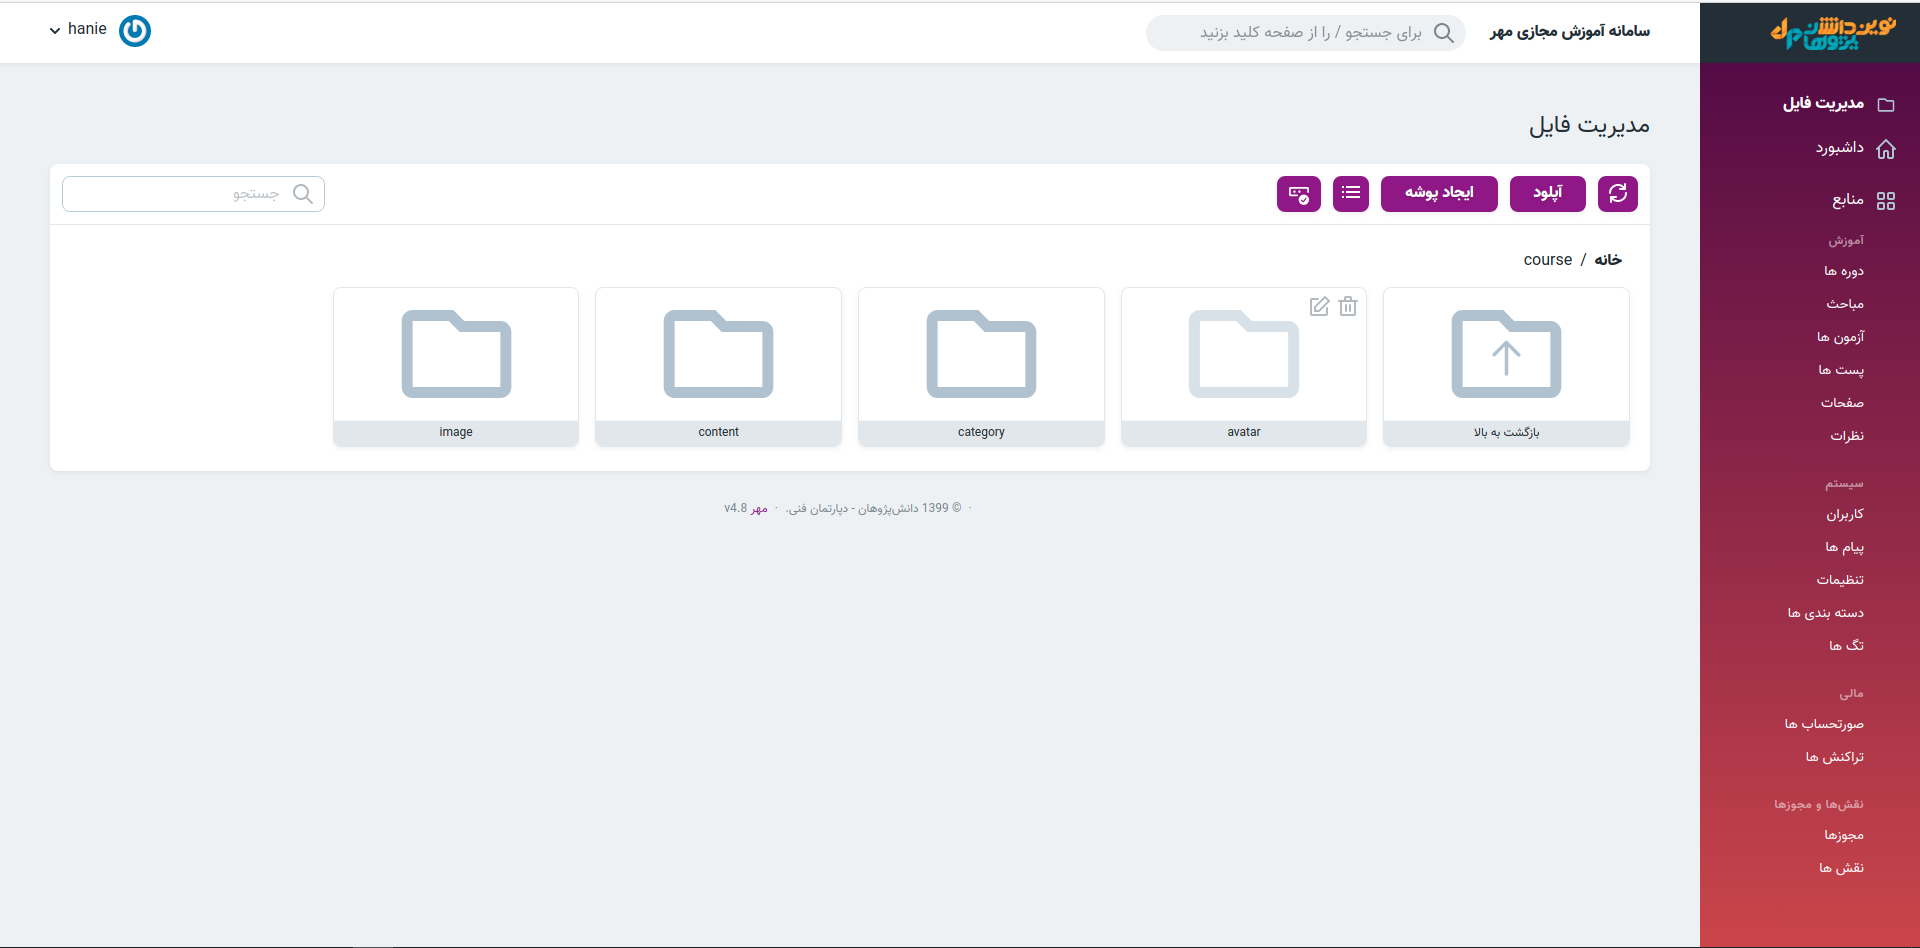 نوین دانش پژوهان
سامانه آموزش مجازی مهر
برای جستجو / را از صفحه کلید بزنید
hanie
مدیریت فایل
داشبورد
منابع
آموزش
دوره ها
مباحث
آزمون ها
پست ها
صفحات
نظرات
سیستم
کاربران
پیام ها
تنظیمات
دسته بندی ها
تگ ها
مالی
صورتحساب ها
تراکنش ها
نقش‌ها و مجوزها
مجوزها
نقش ها
مدیریت فایل
آپلود
ایجاد پوشه
جستجو
خانه / course
بازگشت به بالا
avatar
category
content
image
· © 1399 دانش‌پژوهان - دپارتمان فنی. · مهر v4.8